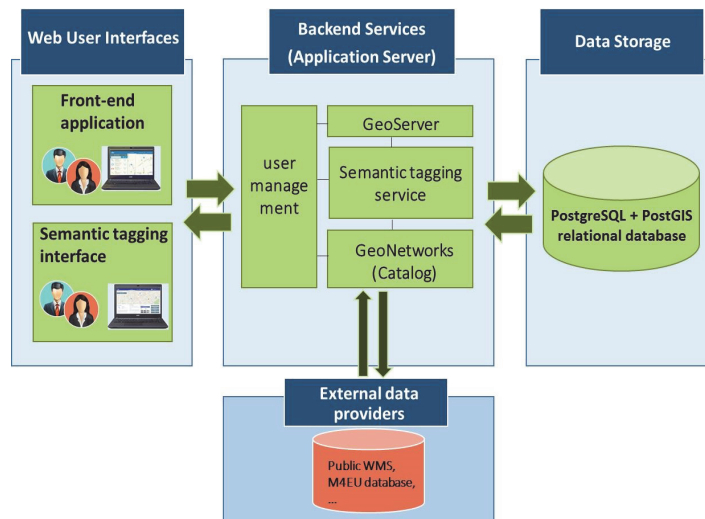 Web User Interfaces
Front-end
application
Semantic tagging
interface
Backend Services
(Application Server)
user
manage
ment
GeoServer
Semantic tagging
service
GeoNetworks
(Catalog)
Data Storage
PostgreSQL + PostGIS
relational database
External data
providers
Public WMS,
M4EU database,
...